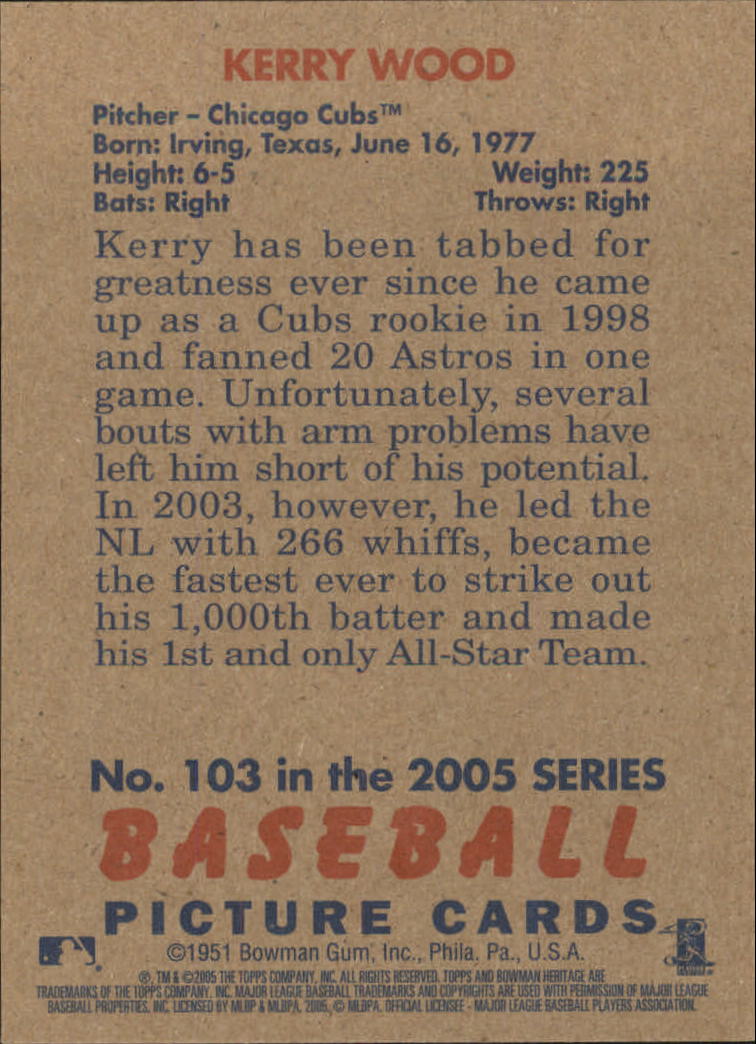 KERRY WOOD
Pitcher – Chicago Cubs™
Born: Irving, Texas, June 16, 1977
Height: 6-5 Weight: 225
Bats: Right Throws: Right
Kerry has been tabbed for
greatness ever since he came
up as a Cubs rookie in 1998
and fanned 20 Astros in one
game. Unfortunately, several
bouts with arm problems have
left him short of his potential.
In 2003, however, he led the
NL with 266 whiffs, became
the fastest ever to strike out
his 1,000th batter and made
his 1st and only All-Star Team.
No. 103 in the 2005 SERIES
BASEBALL
PICTURE CARDS
©1951 Bowman Gum, Inc., Phila. Pa., U.S.A.
®, TM & ©2005 THE TOPPS COMPANY, INC. ALL RIGHTS RESERVED. TOPPS AND BOWMAN HERITAGE ARE
TRADEMARKS OF THE TOPPS COMPANY, INC. MAJOR LEAGUE BASEBALL TRADEMARKS AND COPYRIGHTS ARE USED WITH PERMISSION OF MAJOR LEAGUE
BASEBALL PROPERTIES, INC. LICENSED BY MLBP & MLBPA, 2005, © MLBPA. OFFICIAL LICENSEE - MAJOR LEAGUE BASEBALL PLAYERS ASSOCIATION.